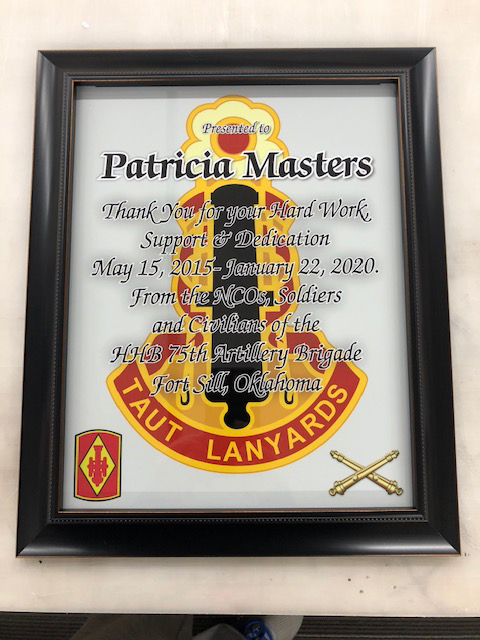 Presented to
Patricia Masters
Thank You for your Hard Work,
Support & Dedication
May 15, 2015- January 22, 2020.
From the NCOs, Soldiers
and Civilians of the
HHB 75th Artillery Brigade
Fort Sill, Oklahoma
TAUT LANYARDS